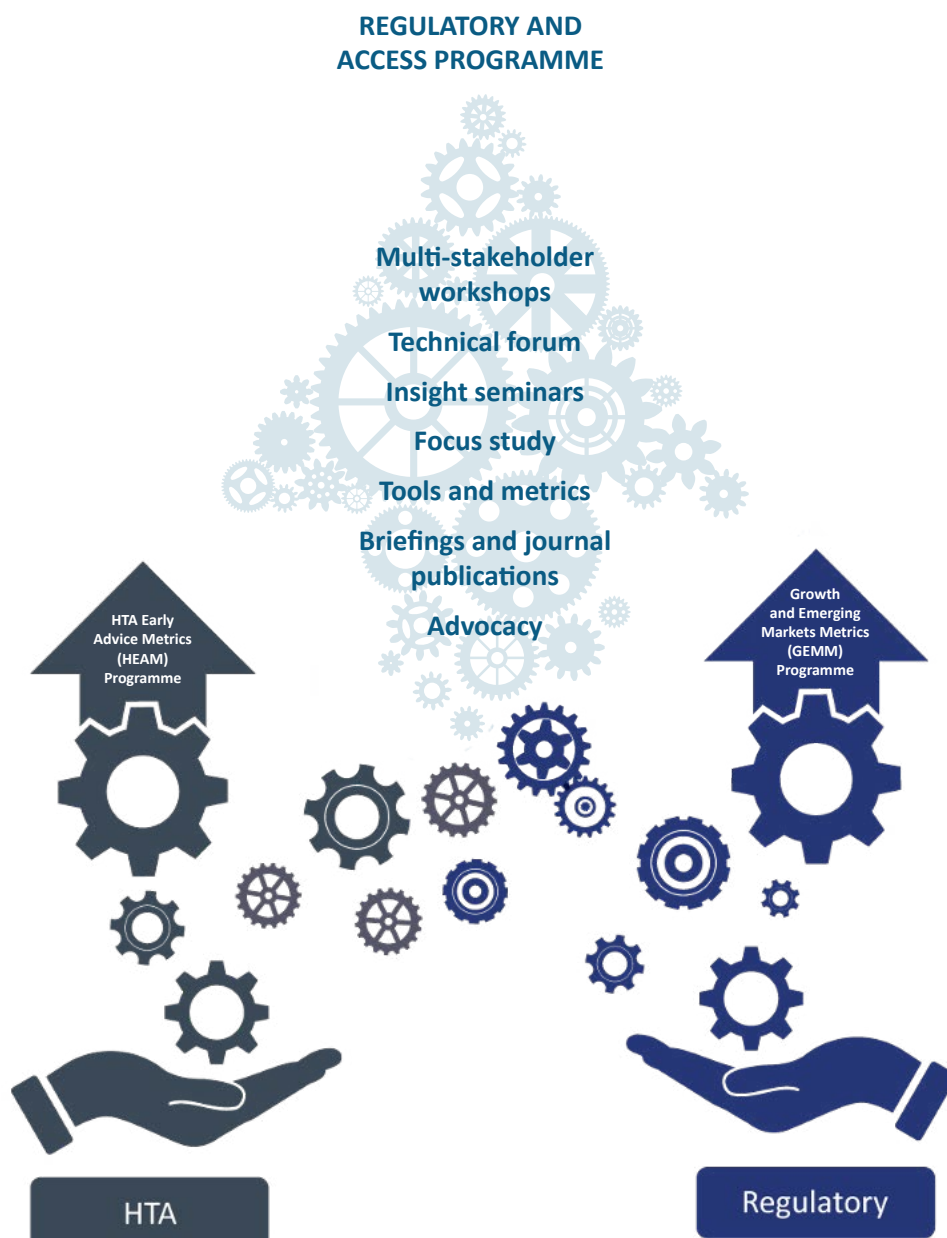 REGULATORY AND
ACCESS PROGRAMME
Multi-stakeholder
workshops
Technical forum
Insight seminars
Focus study
Tools and metrics
Briefings and journal
publications
Advocacy
HTA Early
Advice Metrics
(HEAM)
Programme
Growth
and Emerging
Markets Metrics
(GEMM)
Programme
HTA
Regulatory